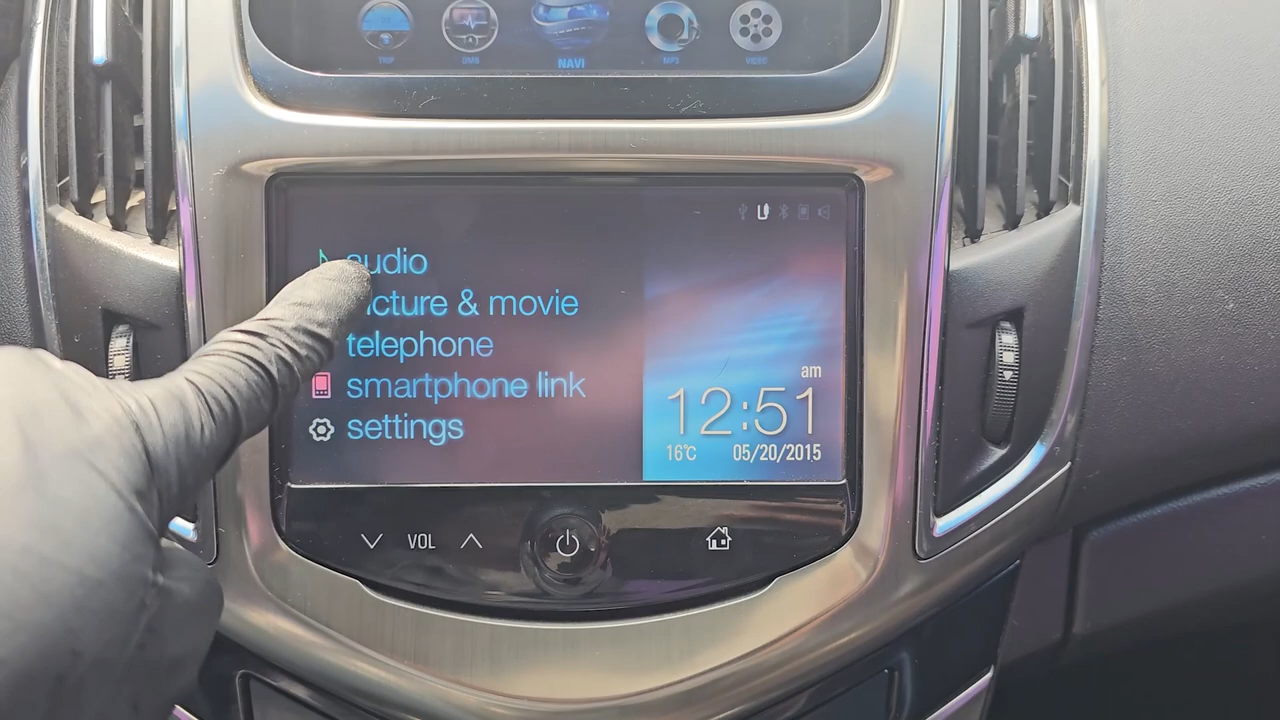 TRIP
DMB
NAVI
MP3
VIDEO
audio
icture & movie
telephone
smartphone link
settings
am
12:51
16°C 05/20/2015
VOL